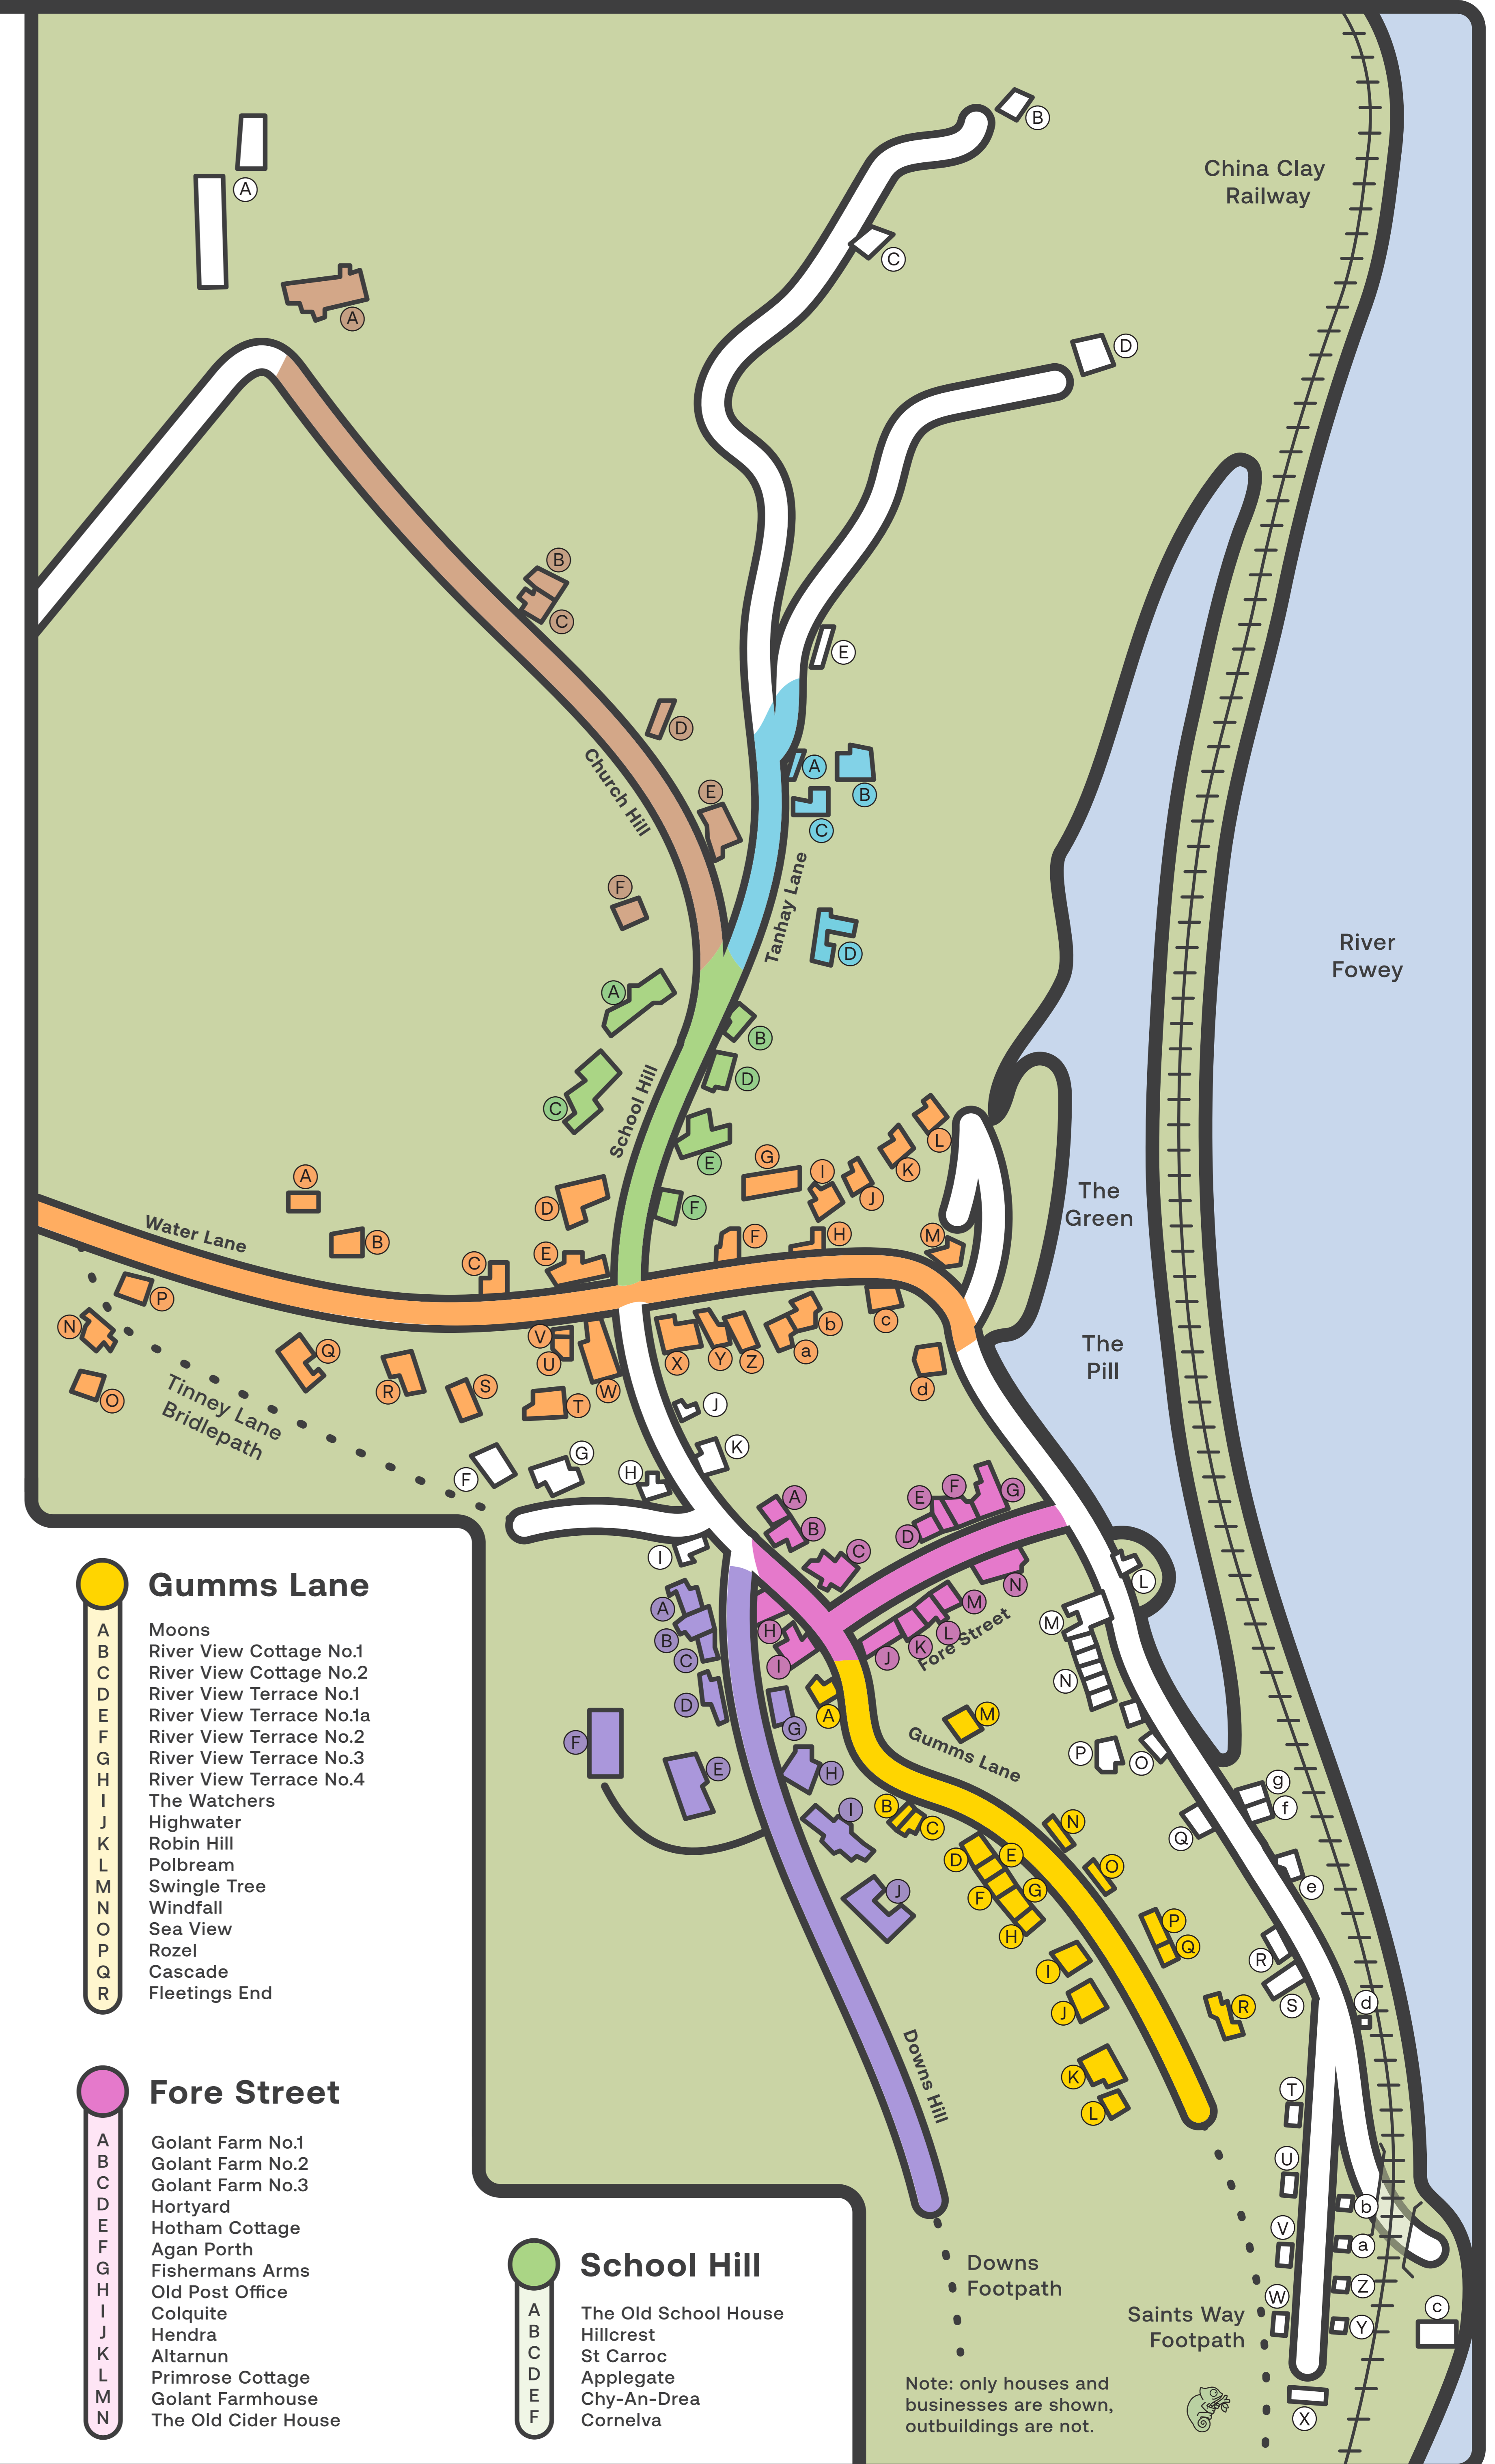 China Clay
Railway
River
Fowey
The
Green
The
Pill
Church Hill
Tanhay Lane
School Hill
Water Lane
Tinney Lane
Bridlepath
Fore Street
Gumms Lane
Downs Hill
Downs
Footpath
Saints Way
Footpath
A
B
C
D
E
F
G
H
I
J
K
L
M
N
O
P
Q
R
S
T
U
V
W
X
Y
Z
a
b
c
d
e
f
g
A
B
C
D
E
F
A
B
C
D
A
B
C
D
E
F
A
B
C
D
E
F
G
H
I
J
K
L
M
N
O
P
Q
R
S
T
U
V
W
X
Y
Z
a
b
c
d
A
B
C
D
E
F
G
H
I
J
K
L
M
N
A
B
C
D
E
F
G
H
I
J
A
B
C
D
E
F
G
H
I
J
K
L
M
N
O
P
Q
R
Gumms Lane
A Moons
B River View Cottage No.1
C River View Cottage No.2
D River View Terrace No.1
E River View Terrace No.1a
F River View Terrace No.2
G River View Terrace No.3
H River View Terrace No.4
I The Watchers
J Highwater
K Robin Hill
L Polbream
M Swingle Tree
N Windfall
O Sea View
P Rozel
Q Cascade
R Fleetings End
Fore Street
A Golant Farm No.1
B Golant Farm No.2
C Golant Farm No.3
D Hortyard
E Hotham Cottage
F Agan Porth
G Fishermans Arms
H Old Post Office
I Colquite
J Hendra
K Altarnun
L Primrose Cottage
M Golant Farmhouse
N The Old Cider House
School Hill
A The Old School House
B Hillcrest
C St Carroc
D Applegate
E Chy-An-Drea
F Cornelva
Note: only houses and
businesses are shown,
outbuildings are not.